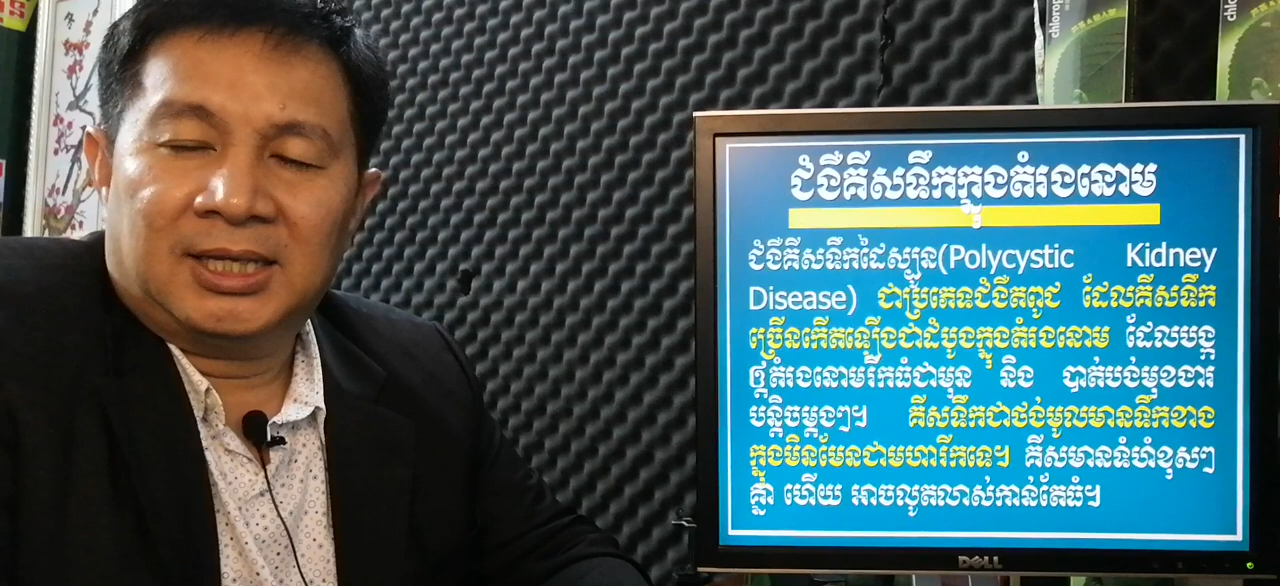 ជំងឺគីសទឹកក្នុងតំរងនោម
ជំងឺគីសទឹកដៃស្បូន(Polycystic Kidney
Disease) ជាប្រភេទជំងឺតពូជ ដែលគីសទឹក
ច្រើនកើតឡើងជាដំបូងក្នុងតំរងនោម ដែលបង្ក
ឲ្យតំរងនោមរីកធំជាមុន និង បាត់បង់មុខងារ
បន្តិចម្តងៗ។ គីសទឹកជាថង់មូលមានទឹកខាង
ក្នុងមិនមែនជាមហារីកទេ។ គីសមានទំហំខុសៗ
គ្នា ហើយ អាចលូតលាស់កាន់តែធំ។
DELL